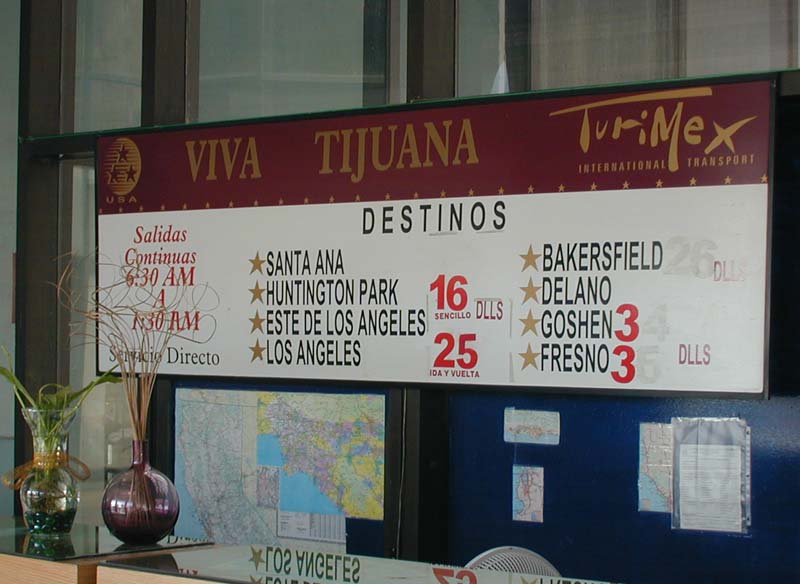 VIVA TIJUANA
TuriMex
INTERNATIONAL TRANSPORT
USA
DESTINOS
Salidas
Continuas
6:30 AM
A
1:30 AM
Servicio Directo
SANTA ANA
HUNTINGTON PARK
ESTE DE LOS ANGELES
LOS ANGELES
16
SENCILLO
DLLS
25
IDA Y VUELTA
BAKERSFIELD 26 DLLS
DELANO
GOSHEN 3
FRESNO 3 DLLS
LOS ANGELES